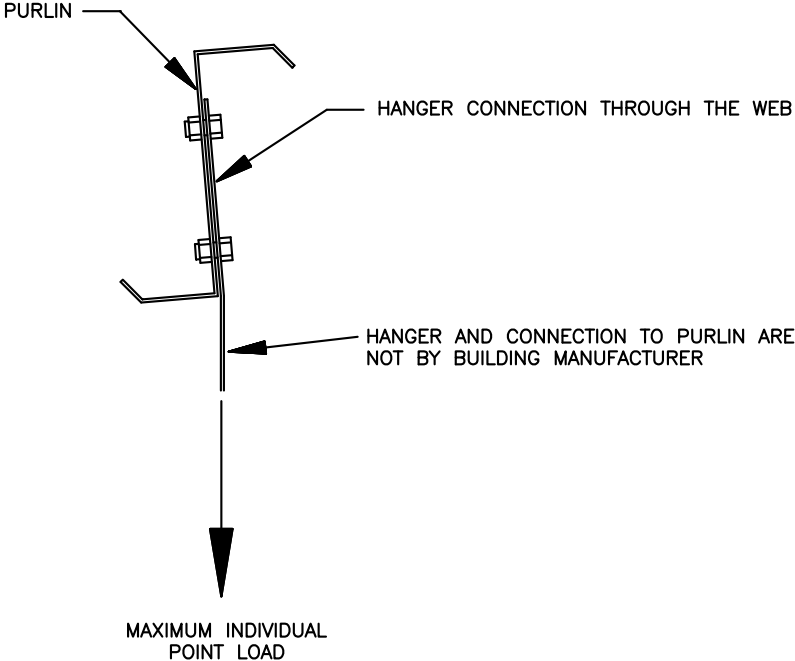 PURLIN
HANGER CONNECTION THROUGH THE WEB
HANGER AND CONNECTION TO PURLIN ARE
NOT BY BUILDING MANUFACTURER
MAXIMUM INDIVIDUAL
POINT LOAD